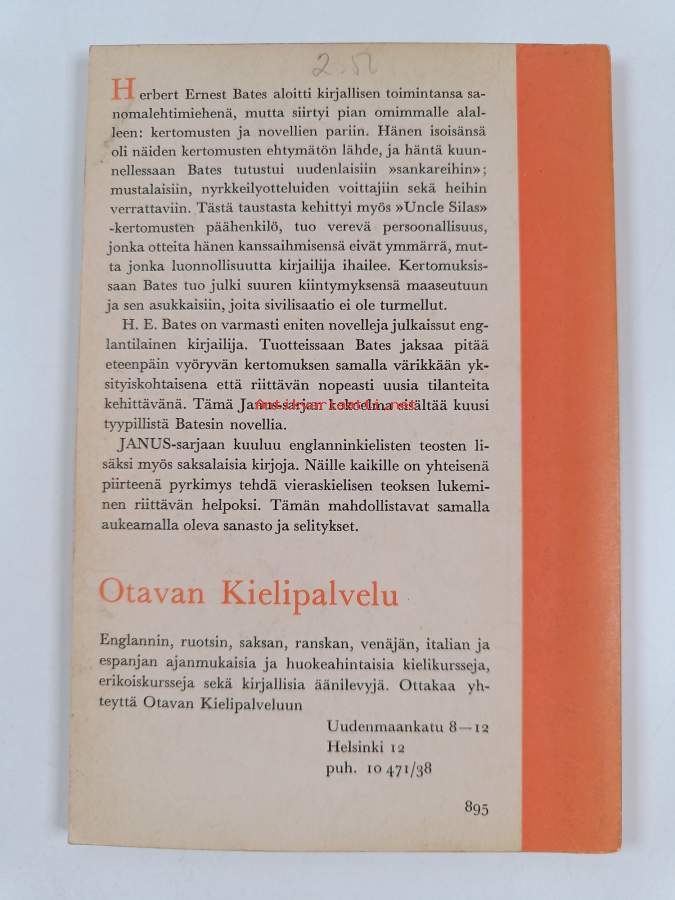 2.50
Herbert Ernest Bates aloitti kirjallisen toimintansa sa-
nomalehtimiehenä, mutta siirtyi pian omimmalle alal-
leen: kertomusten ja novellien pariin. Hänen isoisänsä
oli näiden kertomusten ehtymätön lähde, ja häntä kuun-
nellessaan Bates tutustui uudenlaisiin »sankareihin»;
mustalaisiin, nyrkkeilyotteluiden voittajiin sekä heihin
verrattaviin. Tästä taustasta kehittyi myös »Uncle Silas»
-kertomusten päähenkilö, tuo verevä persoonallisuus,
jonka otteita hänen kanssaihmisensä eivät ymmärrä, mut-
ta jonka luonnollisuutta kirjailija ihailee. Kertomuksis-
saan Bates tuo julki suuren kiintymyksensä maaseutuun
ja sen asukkaisiin, joita sivilisaatio ei ole turmellut.
H. E. Bates on varmasti eniten novelleja julkaissut eng-
lantilainen kirjailija. Tuotteissaan Bates jaksaa pitää
eteenpäin vyöryvän kertomuksen samalla värikkään yk-
sityiskohtaisena että riittävän nopeasti uusia tilanteita
kehittävänä. Tämä Janus-sarjan kokoelma sisältää kuusi
tyypillistä Batesin novellia.
JANUS-sarjaan kuuluu englanninkielisten teosten li-
säksi myös saksalaisia kirjoja. Näille kaikille on yhteisenä
piirteenä pyrkimys tehdä vieraskielisen teoksen lukemi-
nen riittävän helpoksi. Tämän mahdollistavat samalla
aukeamalla oleva sanasto ja selitykset.
Otavan Kielipalvelu
Englannin, ruotsin, saksan, ranskan, venäjän, italian ja
espanjan ajanmukaisia ja huokeahintaisia kielikursseja,
erikoiskursseja sekä kirjallisia äänilevyjä. Ottakaa yh-
teyttä Otavan Kielipalveluun
Uudenmaankatu 8—12
Helsinki 12
puh. 10 471/38
895